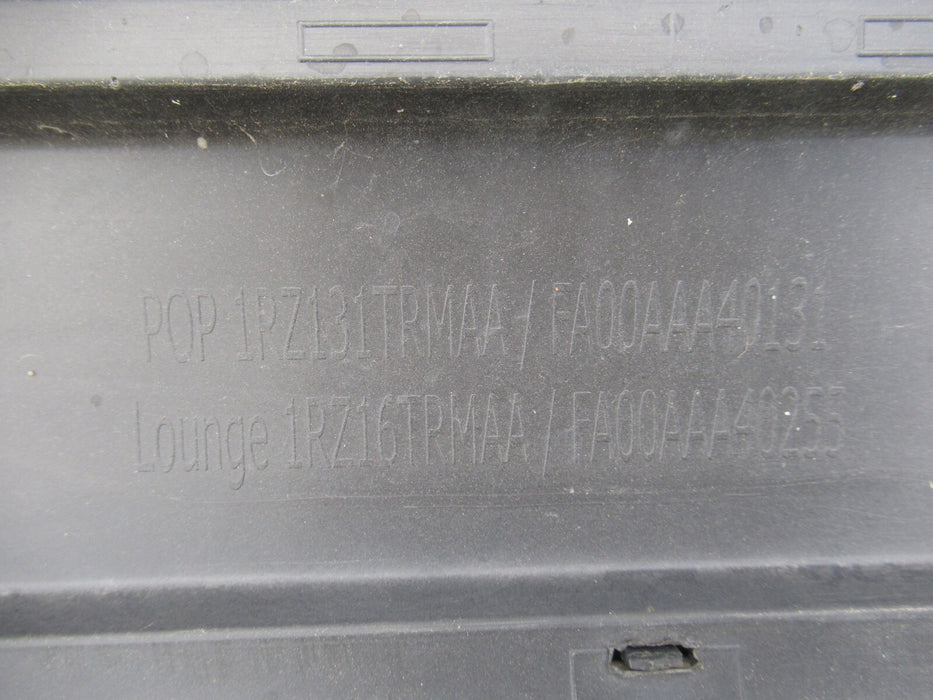 POP 1RZ131TRMAA / FA00AAA40131
Lounge 1RZ16TRMAA / FA00AAA40255